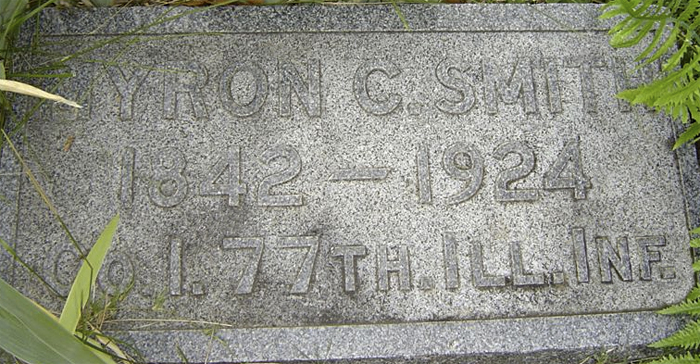 MYRON C. SMITH
1842 – 1924
CO. I. 77TH. ILL. INF.